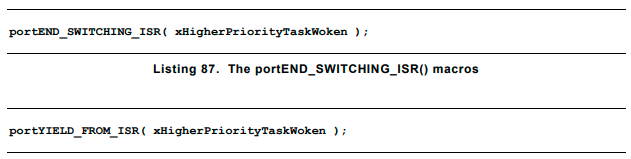 portEND_SWITCHING_ISR( xHigherPriorityTaskWoken );
Listing 87. The portEND_SWITCHING_ISR() macros
portYIELD_FROM_ISR( xHigherPriorityTaskWoken );